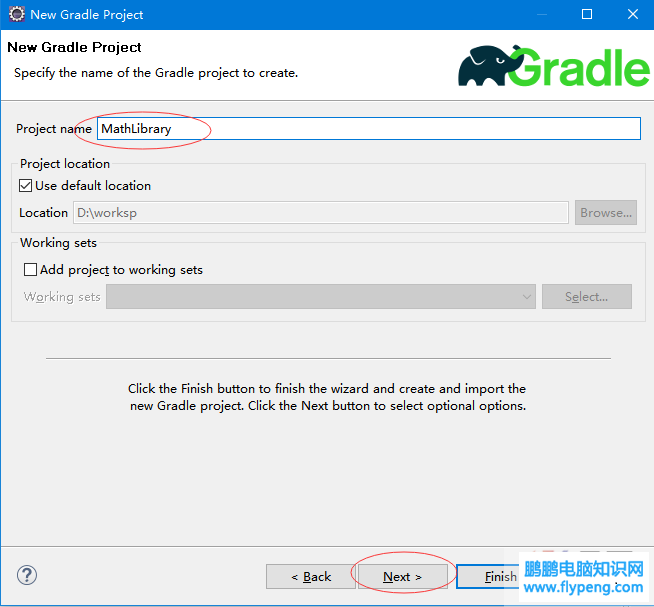 New Gradle Project
New Gradle Project
Specify the name of the Gradle project to create.
Gradle
Project name MathLibrary
Project location
Use default location
Location D:\worksp Browse...
Working sets
Add project to working sets
Working sets Select...
Click the Finish button to finish the wizard and create and import the
new Gradle project. Click the Next button to select optional options.
? < Back Next > Finish
鹏鹏电脑知识网
www.flypeng.com